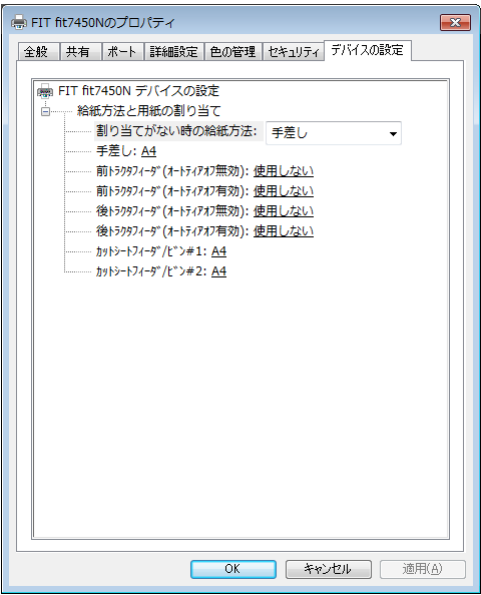 FIT fit7450Nのプロパティ
全般 共有 ポート 詳細設定 色の管理 セキュリティ デバイスの設定
FIT fit7450N デバイスの設定
給紙方法と用紙の割り当て
割り当てがない時の給紙方法: 手差し
手差し: A4
前ﾄﾗｸﾀﾌｨｰﾀﾞ(ｵｰﾄﾃｨｱｵﾌ無効): 使用しない
前ﾄﾗｸﾀﾌｨｰﾀﾞ(ｵｰﾄﾃｨｱｵﾌ有効): 使用しない
後ﾄﾗｸﾀﾌｨｰﾀﾞ(ｵｰﾄﾃｨｱｵﾌ無効): 使用しない
後ﾄﾗｸﾀﾌｨｰﾀﾞ(ｵｰﾄﾃｨｱｵﾌ有効): 使用しない
ｶｯﾄｼｰﾄﾌｨｰﾀﾞ/ﾋﾞﾝ#1: A4
ｶｯﾄｼｰﾄﾌｨｰﾀﾞ/ﾋﾞﾝ#2: A4
OK キャンセル 適用(A)